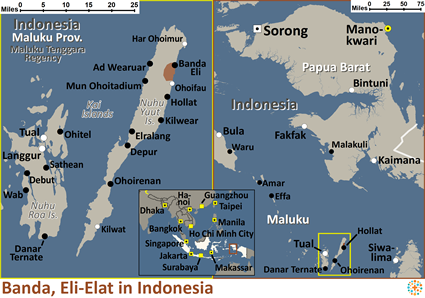 Miles 0 5 10 15 20 25
Indonesia
Maluku Prov.
Maluku Tenggara
Regency
Har Ohoimur
Ad Wearuar
Banda
Eli
Mun Ohoitadium
Ohoifau
Nuhu
Yuut
Is.
Hollat
Kai
Islands
Kilwear
Tual
Ohitel
Elralang
Langgur
Depur
Sathean
Debut
Ohoirenan
Wab
Nuhu
Roa Is.
Danar
Ternate
Kilwat
Miles 0 25 50 75
Sorong
Mano-
kwari
Papua Barat
Bintuni
Indonesia
Bula
Fakfak
Waru
Malakuli
Kaimana
Amar
Effa
Maluku
Hollat
Tual
Siwa-
lima
Danar Ternate
Ohoirenan
Ha-
noi
Guangzhou
Dhaka
Taipei
Manila
Bangkok
Ho Chi Minh City
Singapore
Jakarta
Surabaya
Makassar
Banda, Eli-Elat in Indonesia